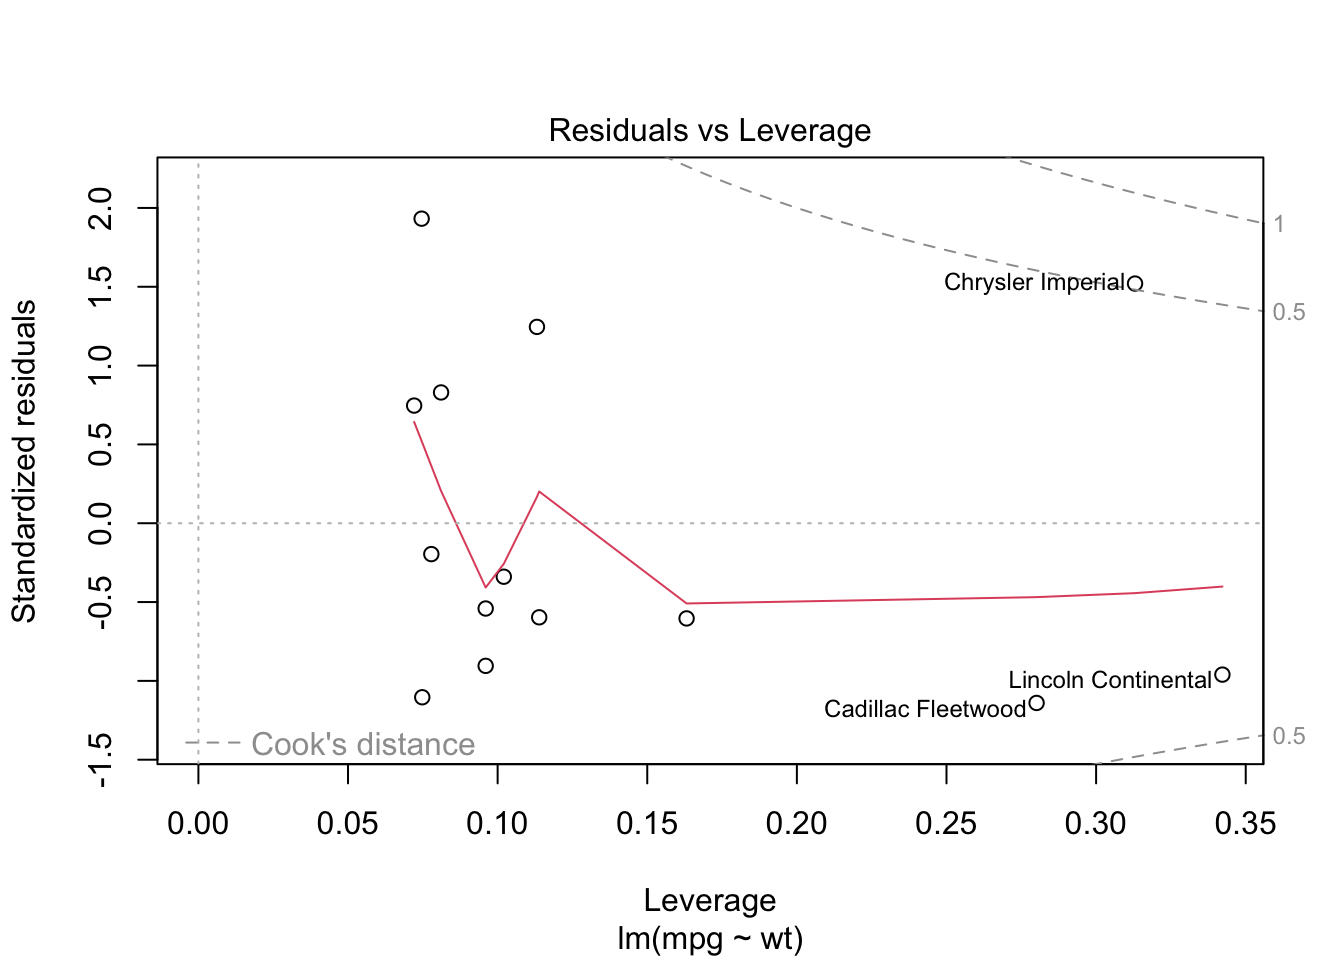 Residuals vs Leverage
Standardized residuals
2.0
1.5
1.0
0.5
0.0
-0.5
-1.5
1
0.5
0.5
Chrysler Imperial
Lincoln Continental
Cadillac Fleetwood
Cook's distance
0.00 0.05 0.10 0.15 0.20 0.25 0.30 0.35
Leverage
lm(mpg ~ wt)